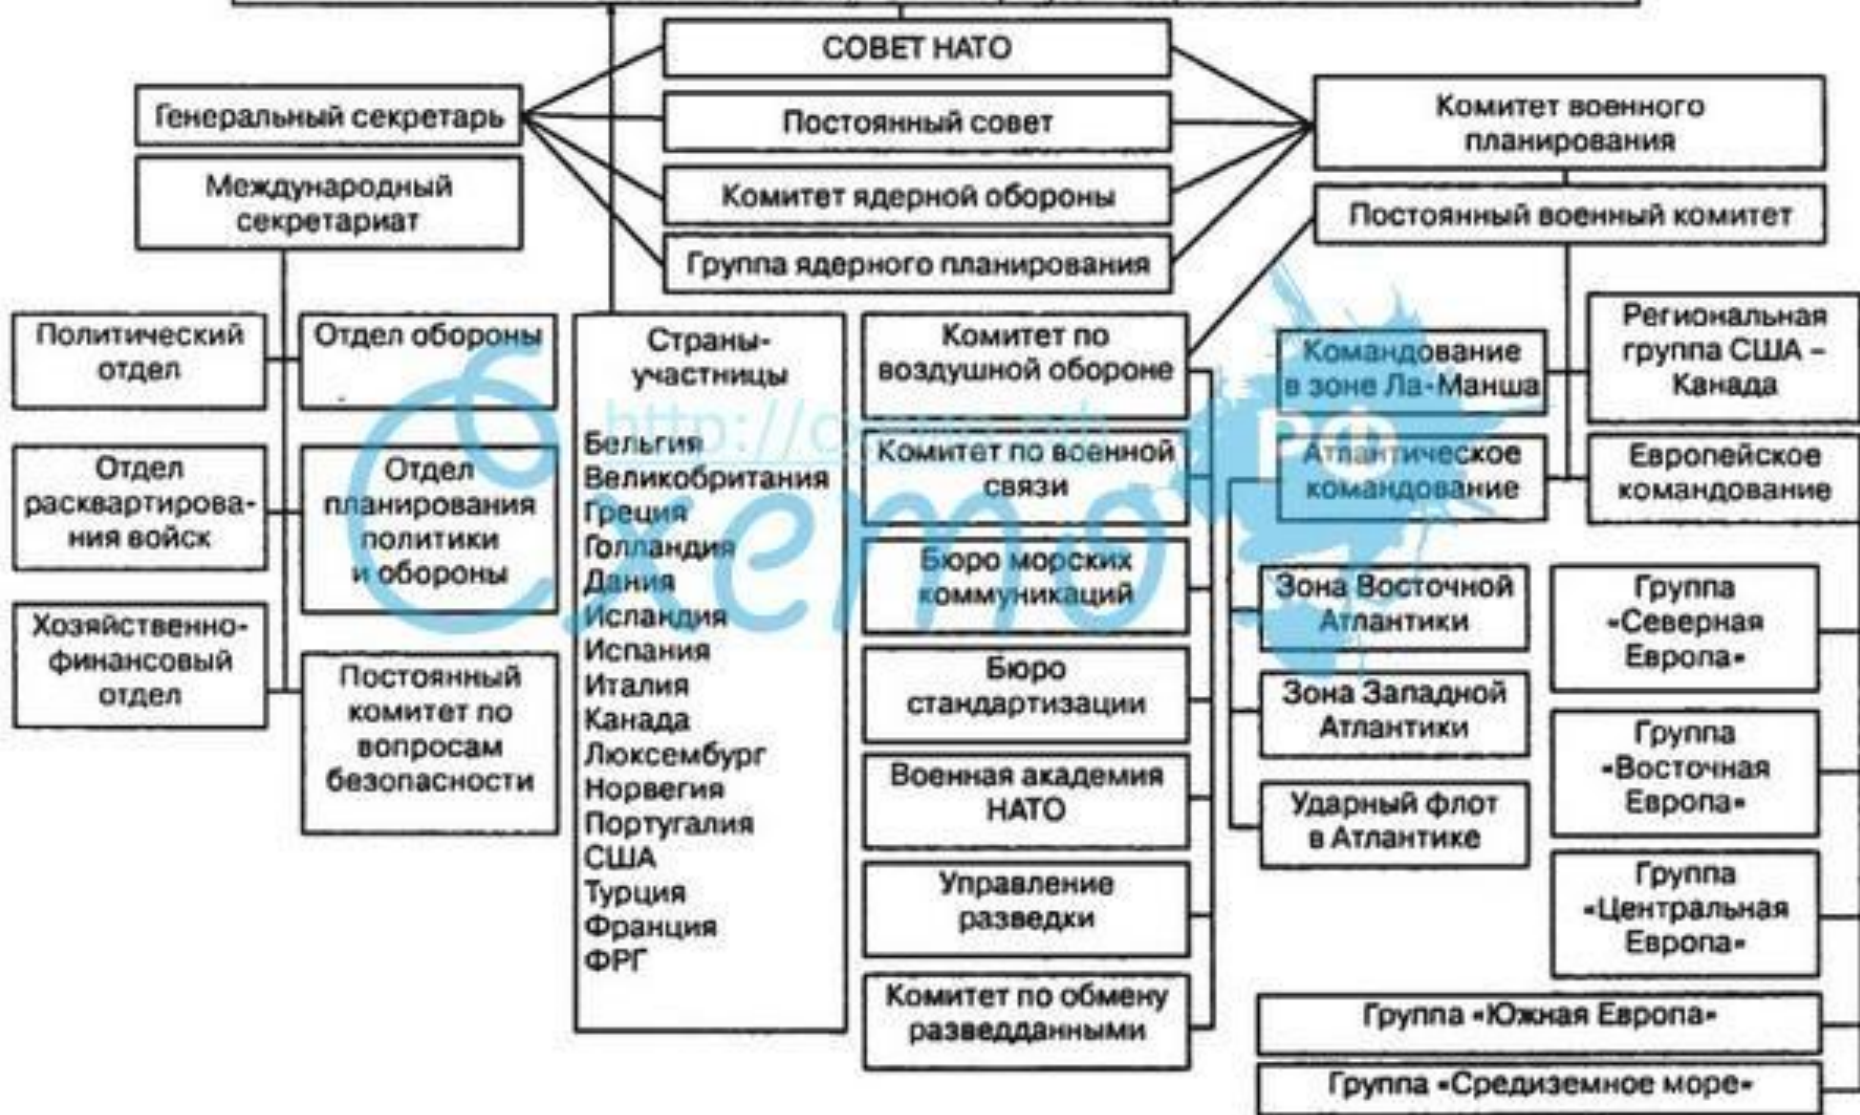 СОВЕТ НАТО
Генеральный секретарь
Постоянный совет
Комитет военного
планирования
Международный
секретариат
Комитет ядерной обороны
Постоянный военный комитет
Группа ядерного планирования
Политический
отдел
Отдел обороны
Отдел
расквартирова-
ния войск
Отдел
планирования
политики
и обороны
Хозяйственно-
финансовый
отдел
Постоянный
комитет по
вопросам
безопасности
Страны-
участницы
Бельгия
Великобритания
Греция
Голландия
Дания
Исландия
Испания
Италия
Канада
Люксембург
Норвегия
Португалия
США
Турция
Франция
ФРГ
Комитет по
воздушной обороне
Комитет по военной
связи
Бюро морских
коммуникаций
Бюро
стандартизации
Военная академия
НАТО
Управление
разведки
Комитет по обмену
разведданными
Командование
в зоне Ла-Манша
Региональная
группа США –
Канада
Атлантическое
командование
Европейское
командование
Зона Восточной
Атлантики
Зона Западной
Атлантики
Ударный флот
в Атлантике
Группа
«Северная
Европа»
Группа
«Восточная
Европа»
Группа
«Центральная
Европа»
Группа «Южная Европа»
Группа «Средиземное море»
http://
Схемо
РФ